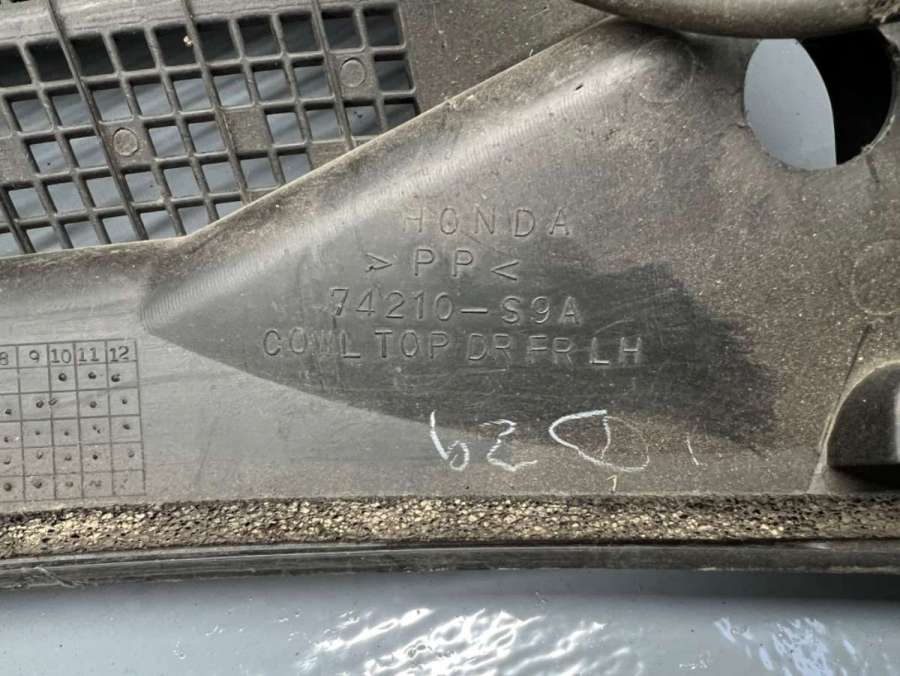 HONDA
>PP<
74210-S9A
COWL TOP DR FR LH
8 9 10 11 12